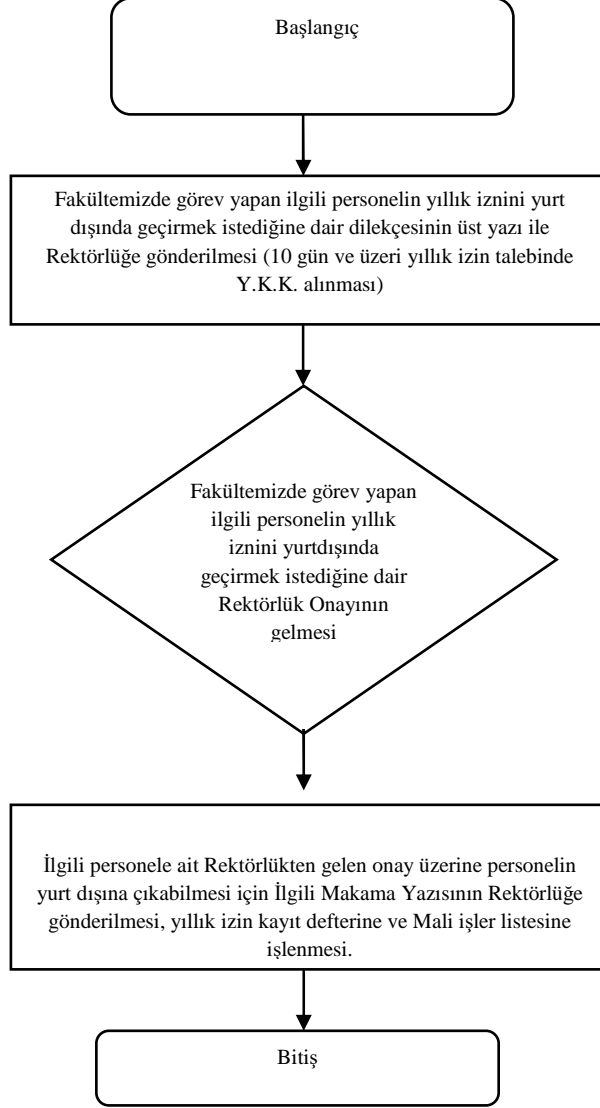 Başlangıç
Fakültemizde görev yapan ilgili personelin yıllık iznini yurt
dışında geçirmek istediğine dair dilekçesinin üst yazı ile
Rektörlüğe gönderilmesi (10 gün ve üzeri yıllık izin talebinde
Y.K.K. alınması)
Fakültemizde görev yapan
ilgili personelin yıllık
iznini yurtdışında
geçirmek istediğine dair
Rektörlük Onayının
gelmesi
İlgili personele ait Rektörlükten gelen onay üzerine personelin
yurt dışına çıkabilmesi için İlgili Makama Yazısının Rektörlüğe
gönderilmesi, yıllık izin kayıt defterine ve Mali işler listesine
işlenmesi.
Bitiş